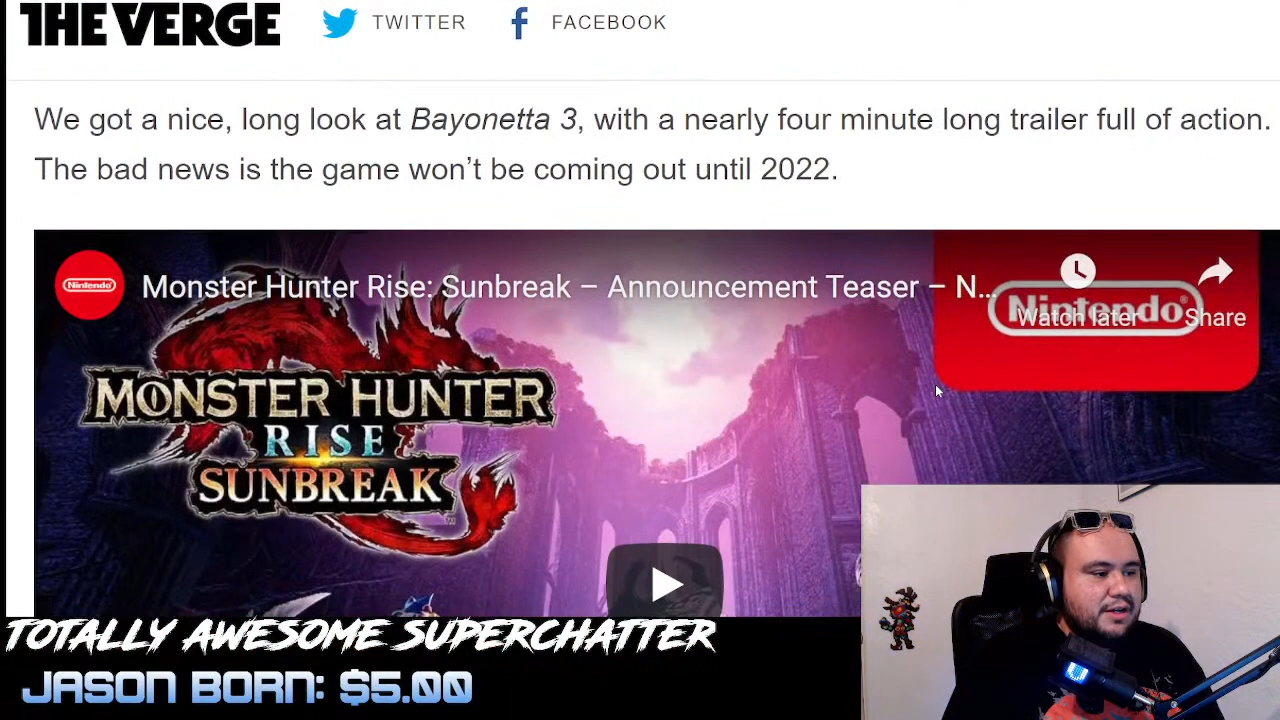 THE VERGE
TWITTER
FACEBOOK
We got a nice, long look at Bayonetta 3, with a nearly four minute long trailer full of action.
The bad news is the game won’t be coming out until 2022.
Nintendo
Monster Hunter Rise: Sunbreak – Announcement Teaser – N...
Nintendo®
Watch later
Share
MONSTER HUNTER
RISE
SUNBREAK
TOTALLY AWESOME SUPERCHATTER
JASON BORN: $5.00